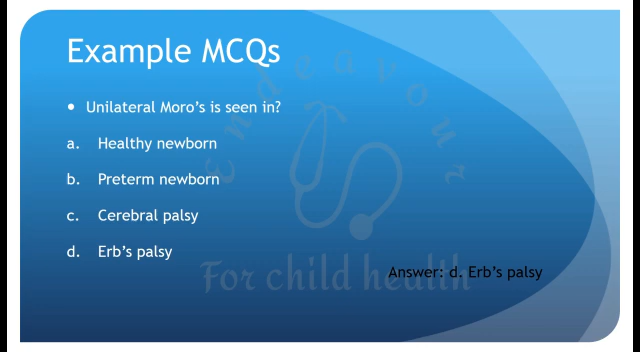 Example MCQs
• Unilateral Moro's is seen in?
a. Healthy newborn
b. Preterm newborn
c. Cerebral palsy
d. Erb's palsy
Answer: d. Erb's palsy
Endeavour
For child health